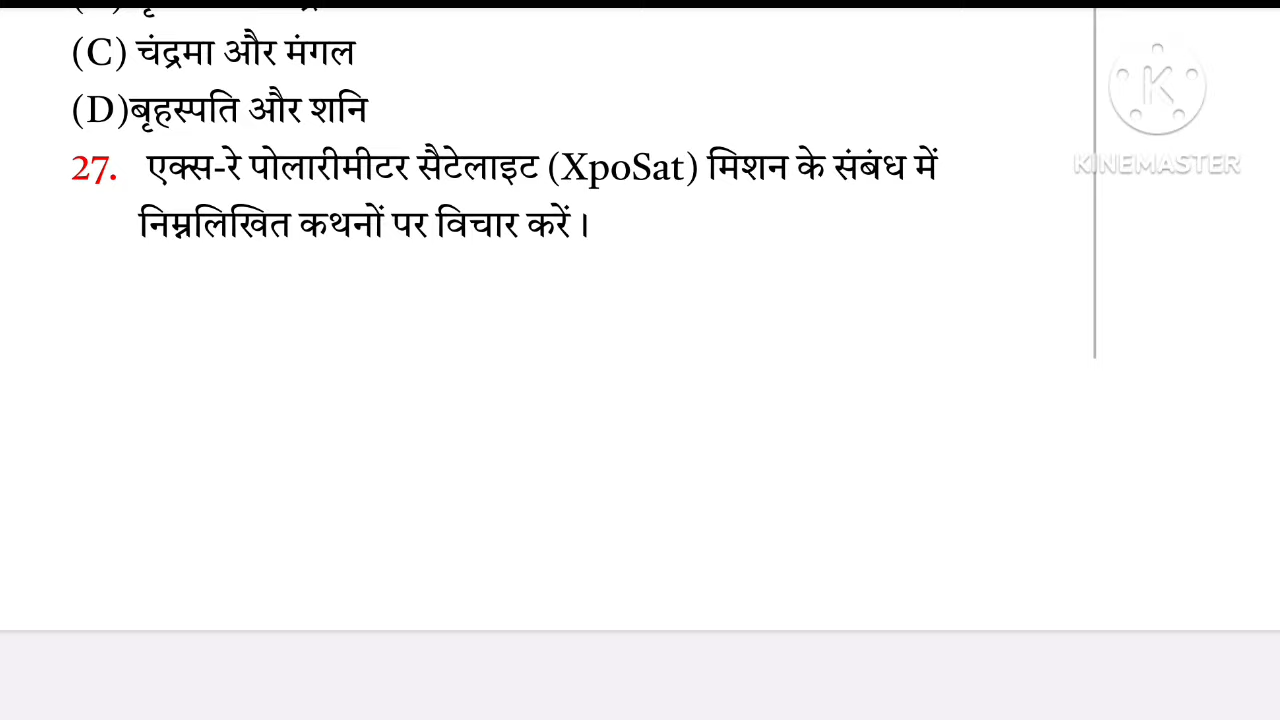 (C) चंद्रमा और मंगल
(D)बृहस्पति और शनि
27. एक्स-रे पोलारीमीटर सैटेलाइट (XpoSat) मिशन के संबंध में
निम्नलिखित कथनों पर विचार करें।
KINEMASTER